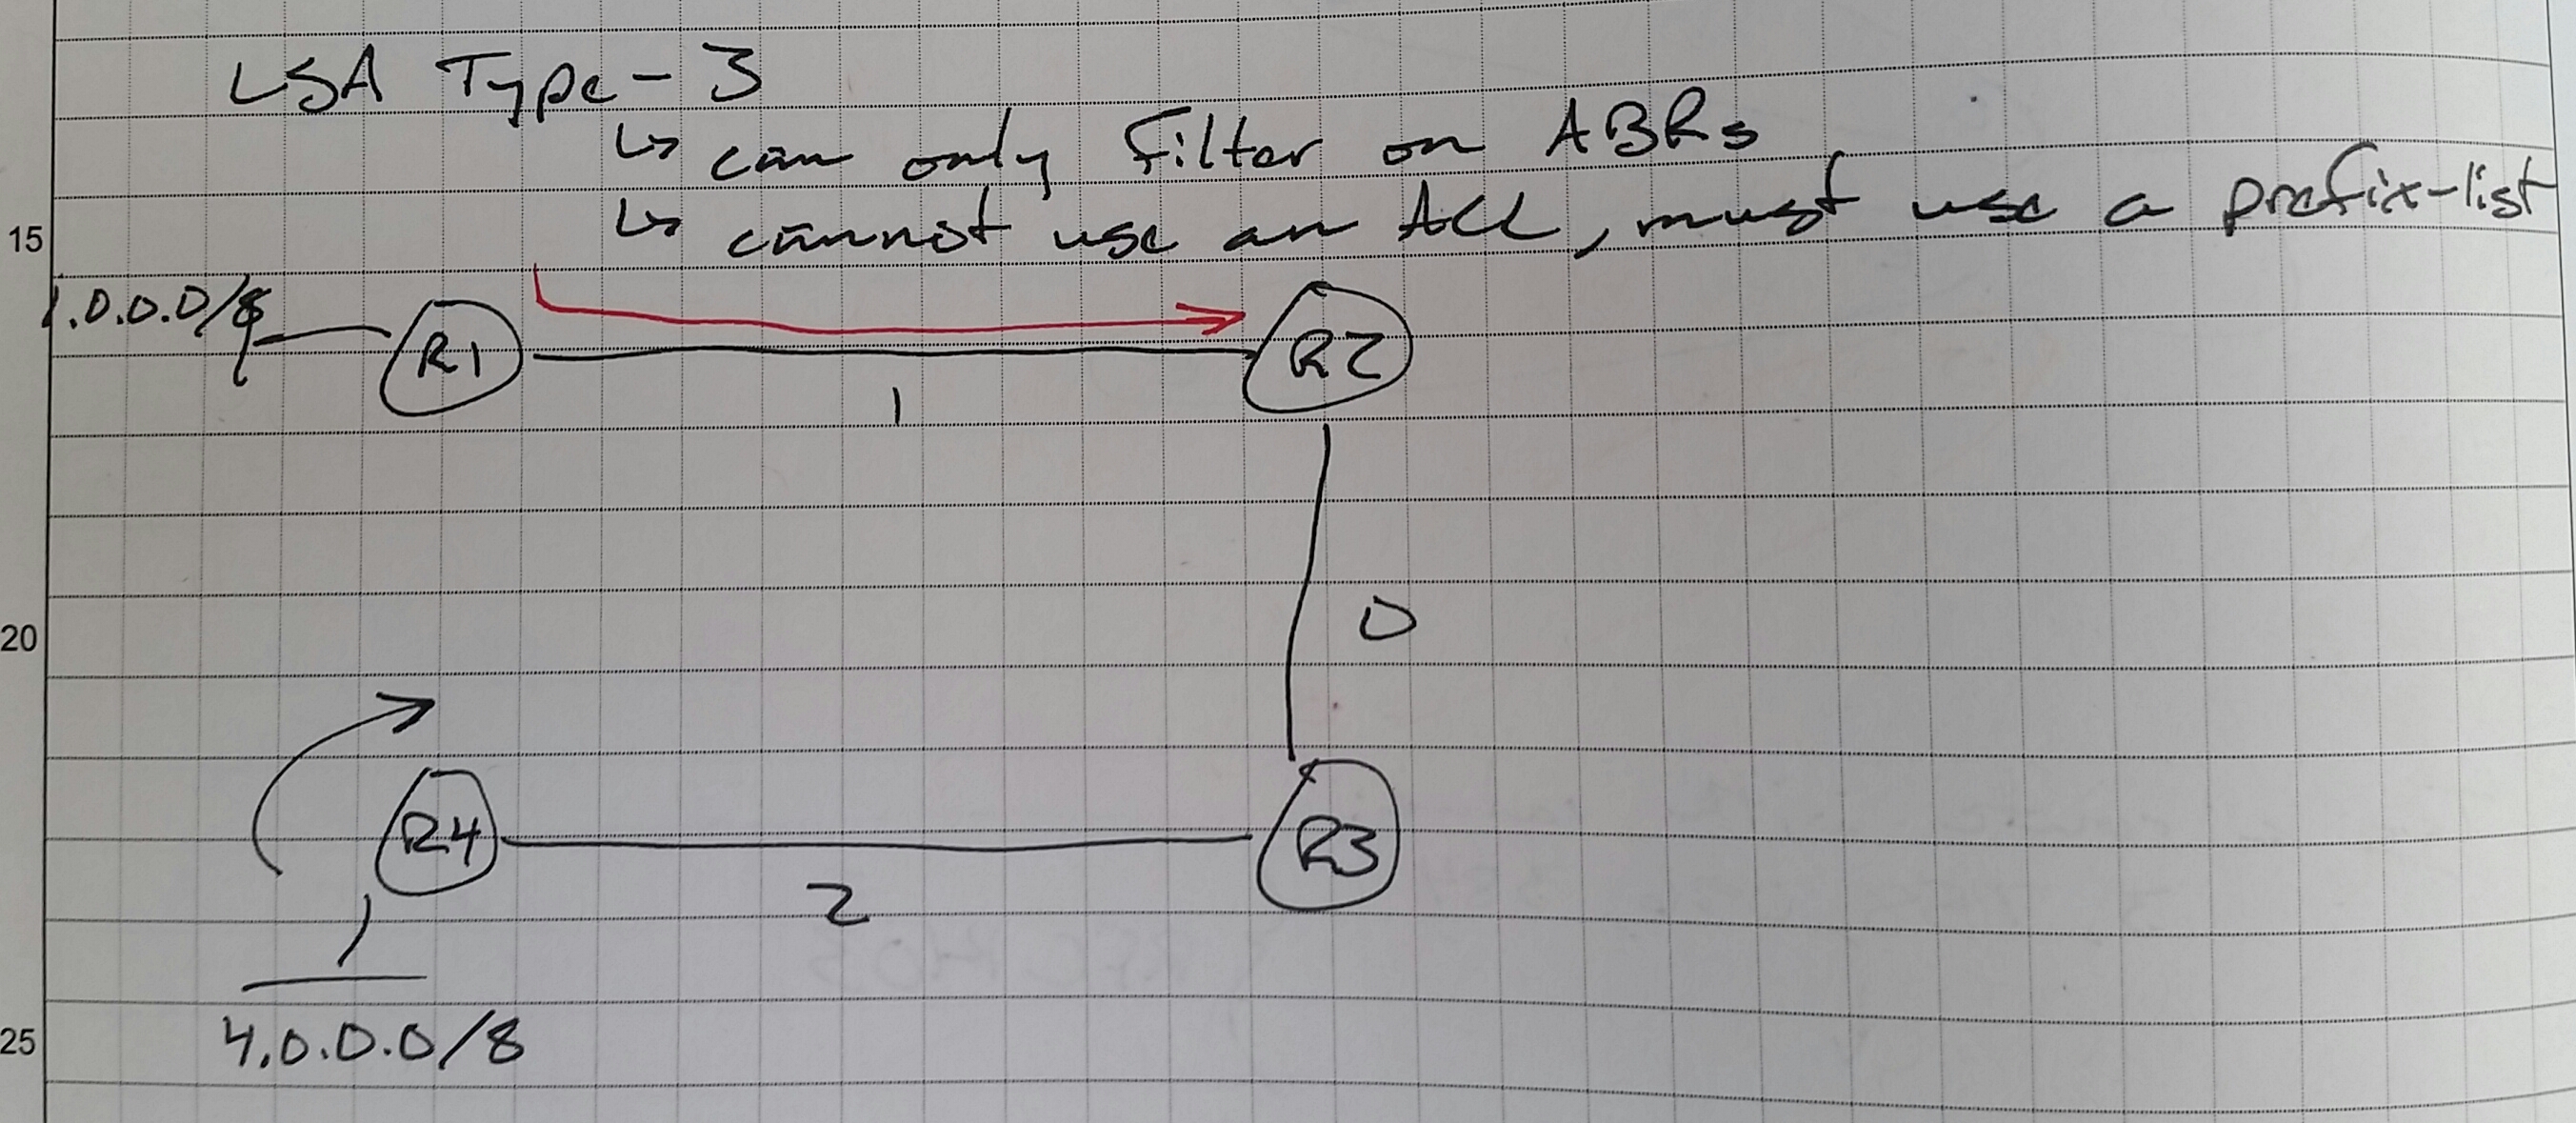 LSA Type-3
↳ can only filter on ABRs
↳ cannot use an ACL, must use a prefix-list
15
1.0.0.0/8
R1
R2
1
20
0
R4
R3
2
25
4.0.0.0/8